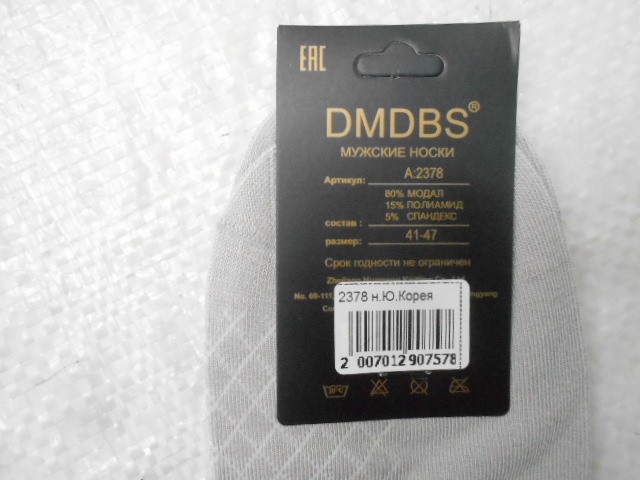 EAC
DMDBS®
МУЖСКИЕ НОСКИ
Артикул: A:2378
80% МОДАЛ
15% ПОЛИАМИД
состав : 5% СПАНДЕКС
размер: 41-47
Срок годности не ограничен
2378 н.Ю.Корея
2 007012 907578
30°C